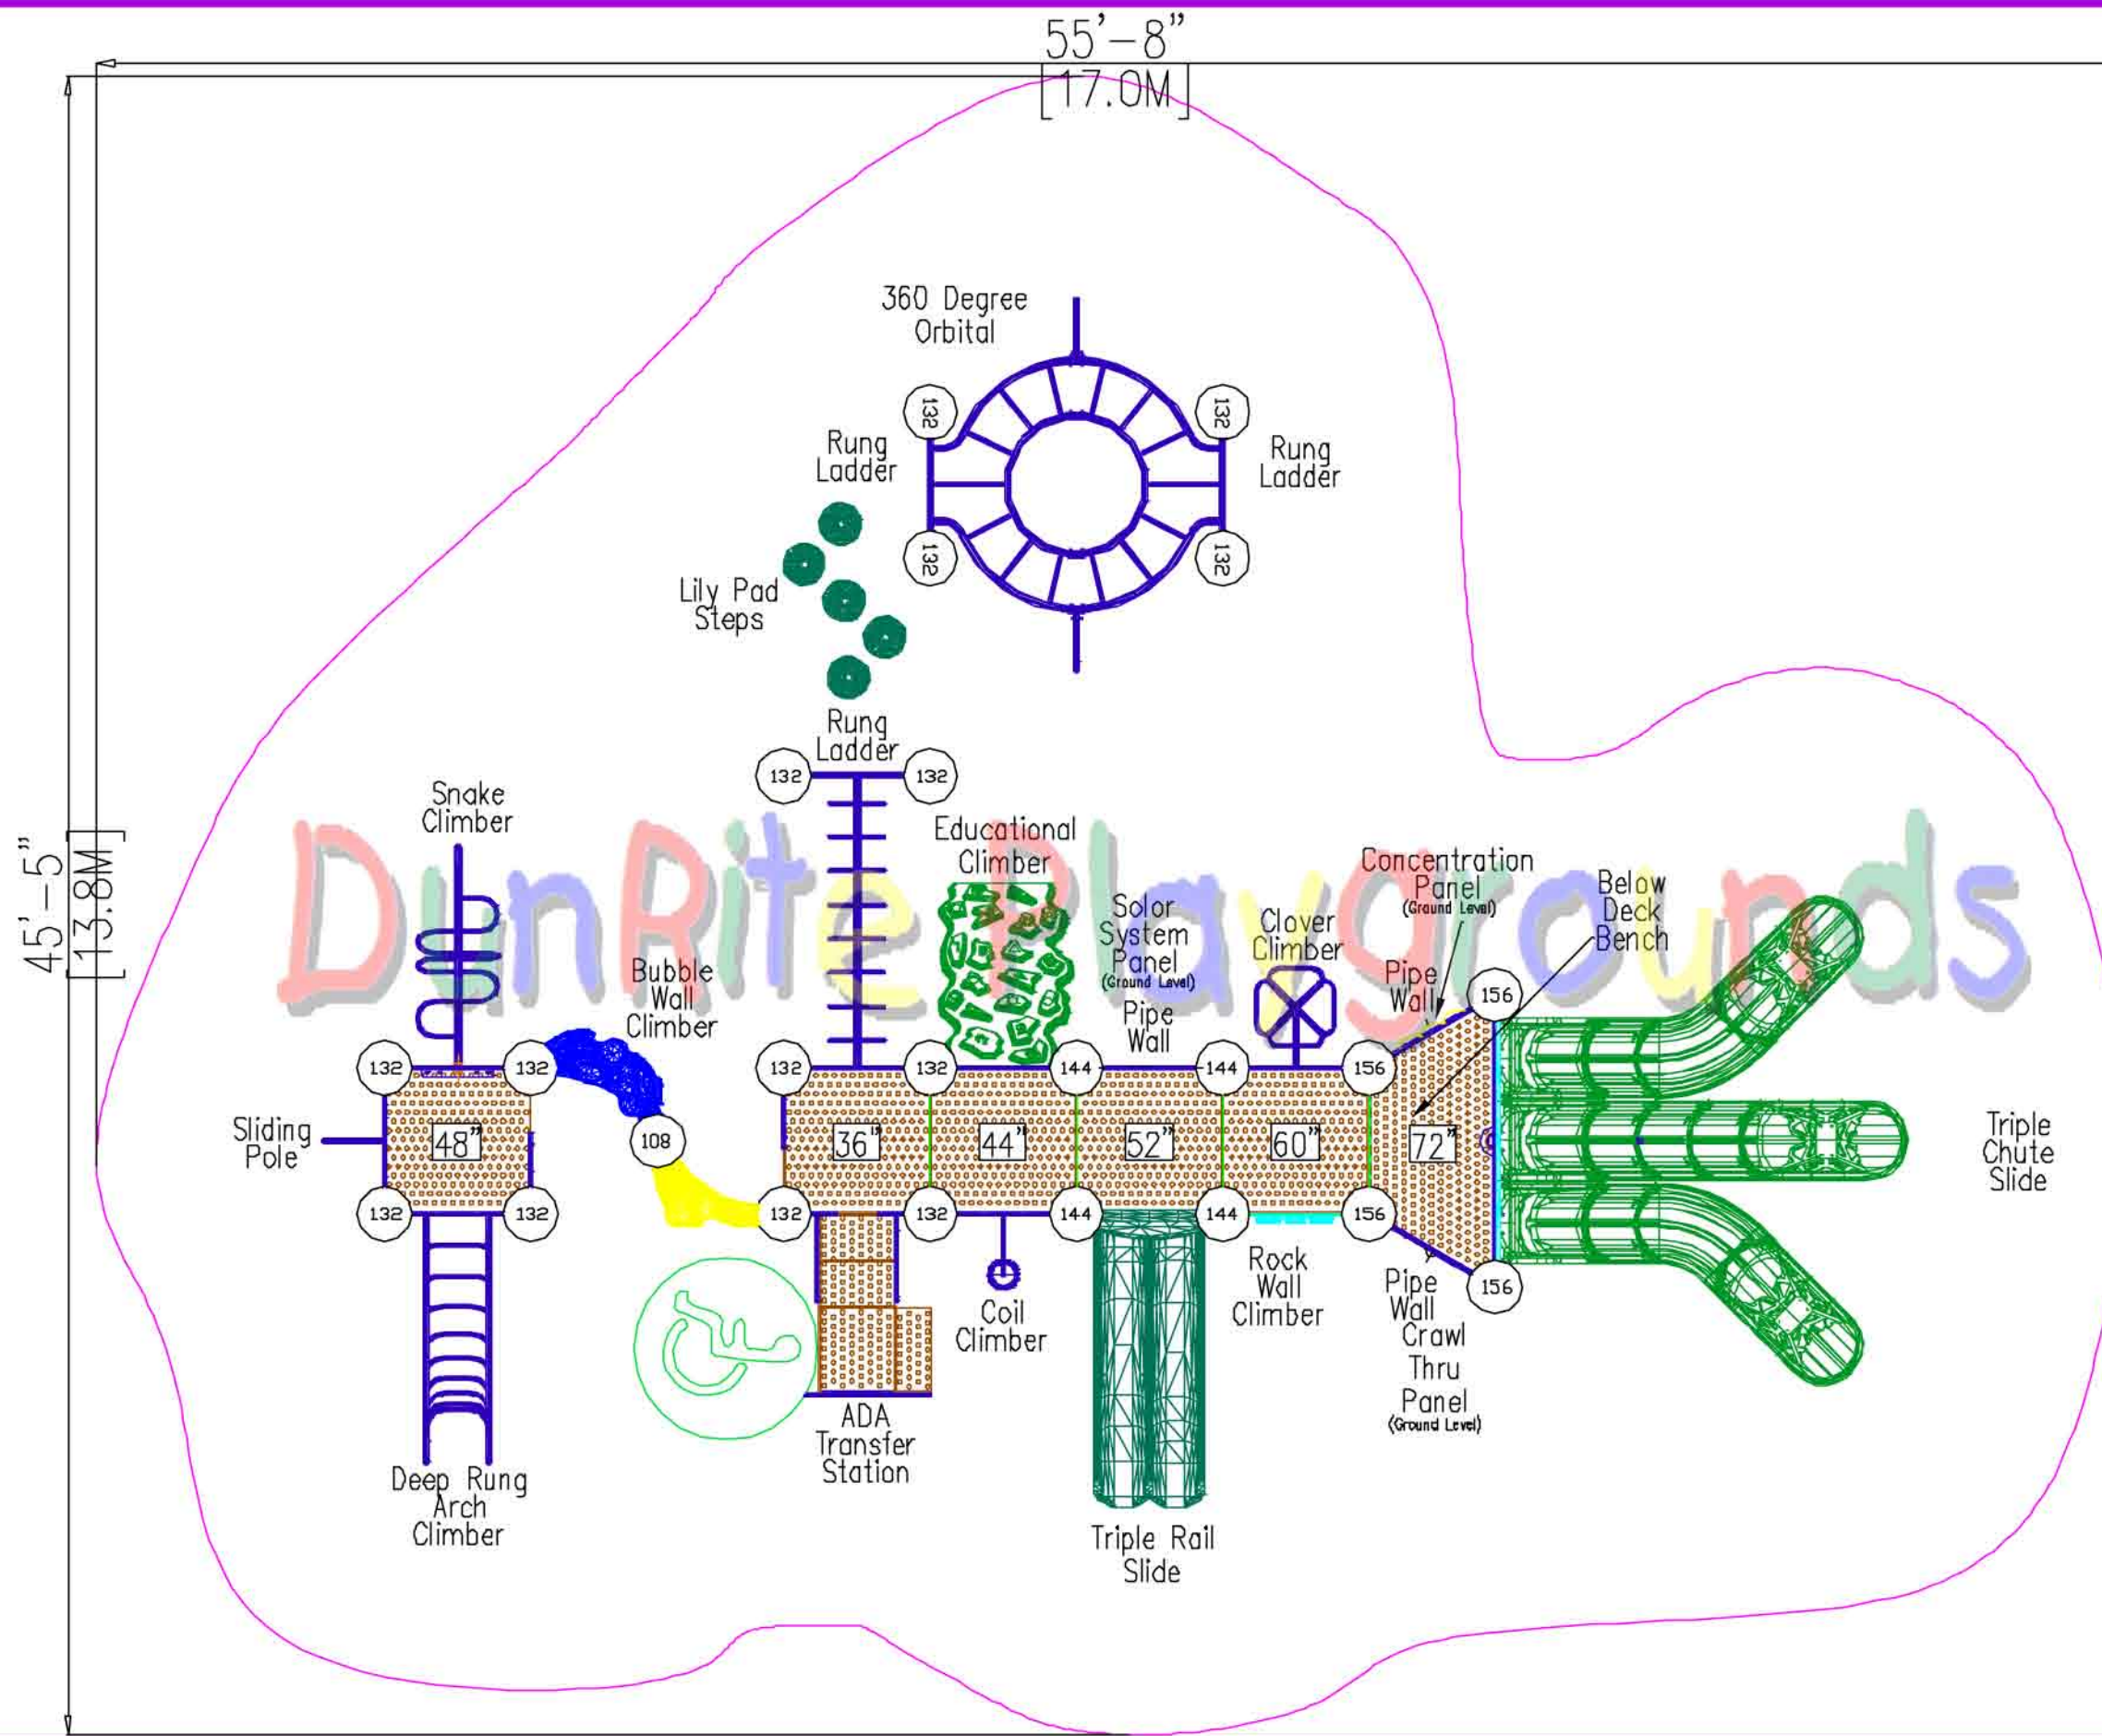 55'-8"
[17.0M]
45'-5"
[13.8M]
360 Degree
Orbital
132
132
Rung
Ladder
Rung
Ladder
132
132
Lily Pad
Steps
Rung
Ladder
132
132
Snake
Climber
DunRite Playgrounds
Educational
Climber
Bubble
Wall
Climber
Solor
System
Panel
(Ground Level)
Pipe
Wall
Clover
Climber
Concentration
Panel
(Ground Level)
Pipe
Wall
Below
Deck
Bench
156
132
132
132
132
144
144
156
Sliding
Pole
48"
108
36"
44"
52"
60"
72"
Triple
Chute
Slide
132
132
132
132
144
144
156
156
Coil
Climber
Rock
Wall
Climber
Pipe
Wall
Crawl
Thru
Panel
(Ground Level)
ADA
Transfer
Station
Deep Rung
Arch
Climber
Triple Rail
Slide